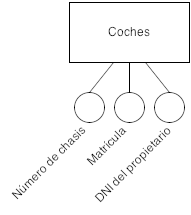 Coches
Número de chasis
Matrícula
DNI del propietario